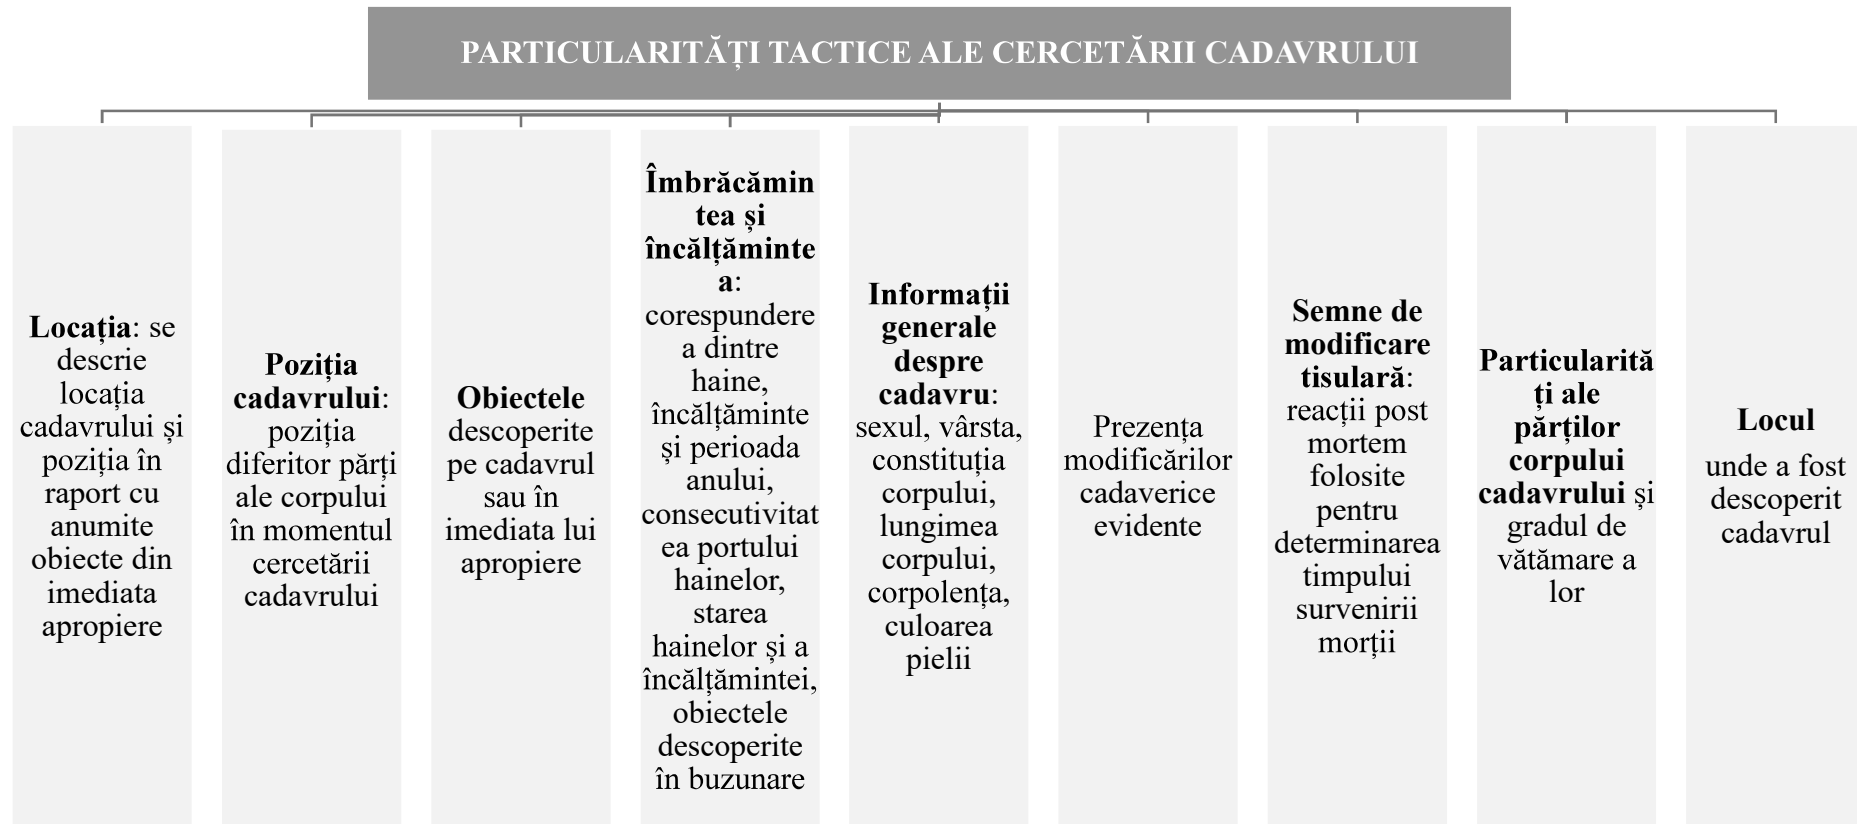 PARTICULARITĂȚI TACTICE ALE CERCETĂRII CADAVRULUI
Locația: se
descrie
locația
cadavrului și
poziția în
raport cu
anumite
obiecte din
imediata
apropiere
Poziția
cadavrului:
poziția
diferitor părți
ale corpului
în momentul
cercetării
cadavrului
Obiectele
descoperite
pe cadavrul
sau în
imediata lui
apropiere
Îmbrăcămin
tea și
încălțăminte
a:
corespundere
a dintre
haine,
încălțăminte
și perioada
anului,
consecutivitat
ea portului
hainelor,
starea
hainelor și a
încălțămintei,
obiectele
descoperite
în buzunare
Informații
generale
despre
cadavru:
sexul, vârsta,
constituția
corpului,
lungimea
corpului,
corpolența,
culoarea
pielii
Prezența
modificărilor
cadaverice
evidente
Semne de
modificare
tisulară:
reacții post
mortem
folosite
pentru
determinarea
timpului
survenirii
morții
Particularită
ți ale
părților
corpului
cadavrului și
gradul de
vătămare a
lor
Locul
unde a fost
descoperit
cadavrul